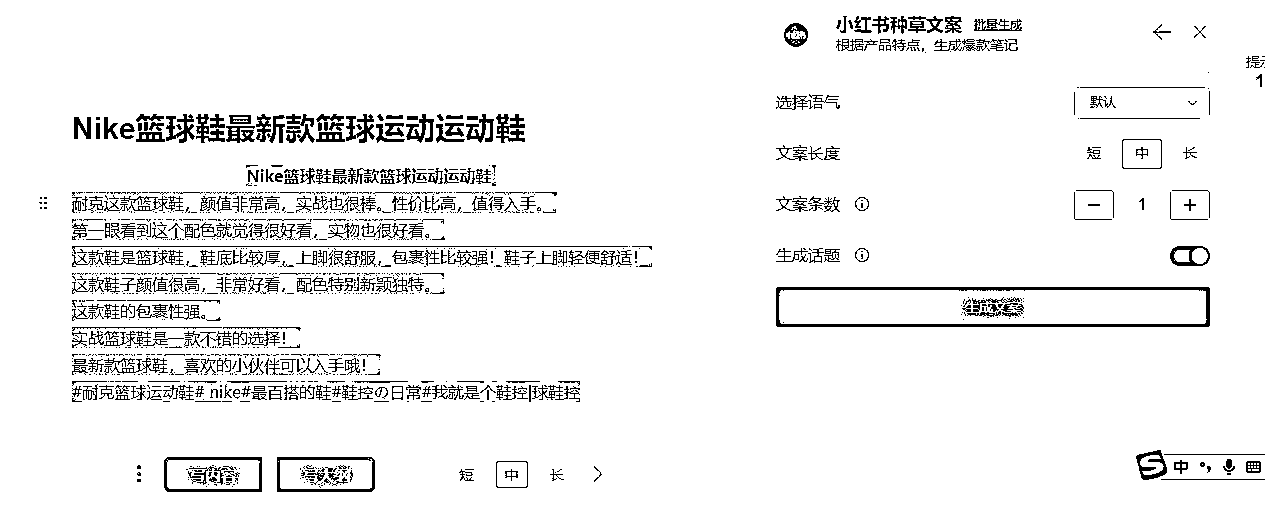 Nike篮球鞋最新款篮球运动运动鞋
Nike篮球鞋最新款篮球运动运动鞋
耐克这款篮球鞋，颜值非常高，实战也很棒。性价比高，值得入手。
第一眼看到这个配色就觉得很好看，实物也很好看。
这款鞋是篮球鞋，鞋底比较厚，上脚很舒服，包裹性比较强！鞋子上脚轻便舒适！
这款鞋子颜值很高，非常好看，配色特别新颖独特。
这款鞋的包裹性强。
实战篮球鞋是一款不错的选择！
最新款篮球鞋，喜欢的小伙伴可以入手哦！
#耐克篮球运动鞋# nike#最百搭的鞋#鞋控の日常#我就是个鞋控|球鞋控
写内容 写大纲 短 中 长
小红书种草文案 批量生成
根据产品特点，生成爆款笔记
选择语气 默认
文案长度 短 中 长
文案条数 1
生成话题
生成文案
提示
1
中